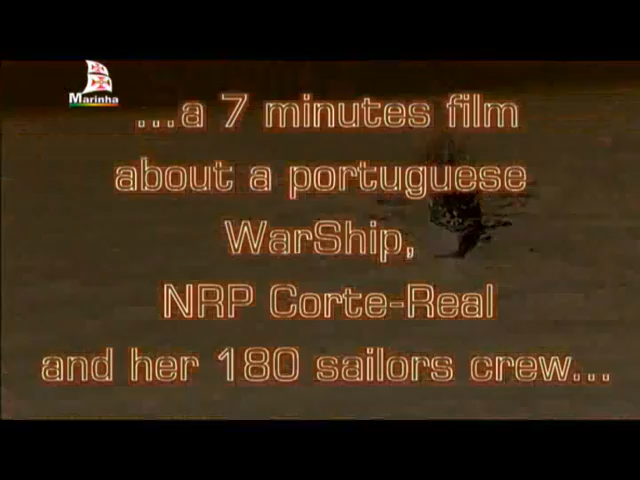 Marinha
...a 7 minutes film
about a portuguese
WarShip,
NRP Corte-Real
and her 180 sailors crew...